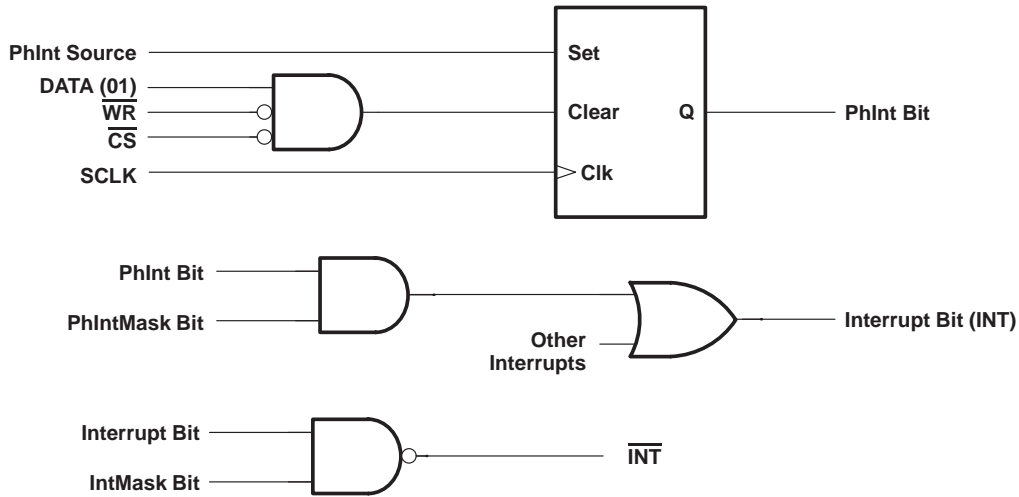 PhInt Source
Set
DATA (01)
WR
Clear
Q
PhInt Bit
CS
SCLK
Clk
PhInt Bit
PhIntMask Bit
Interrupt Bit (INT)
Other
Interrupts
Interrupt Bit
INT
IntMask Bit